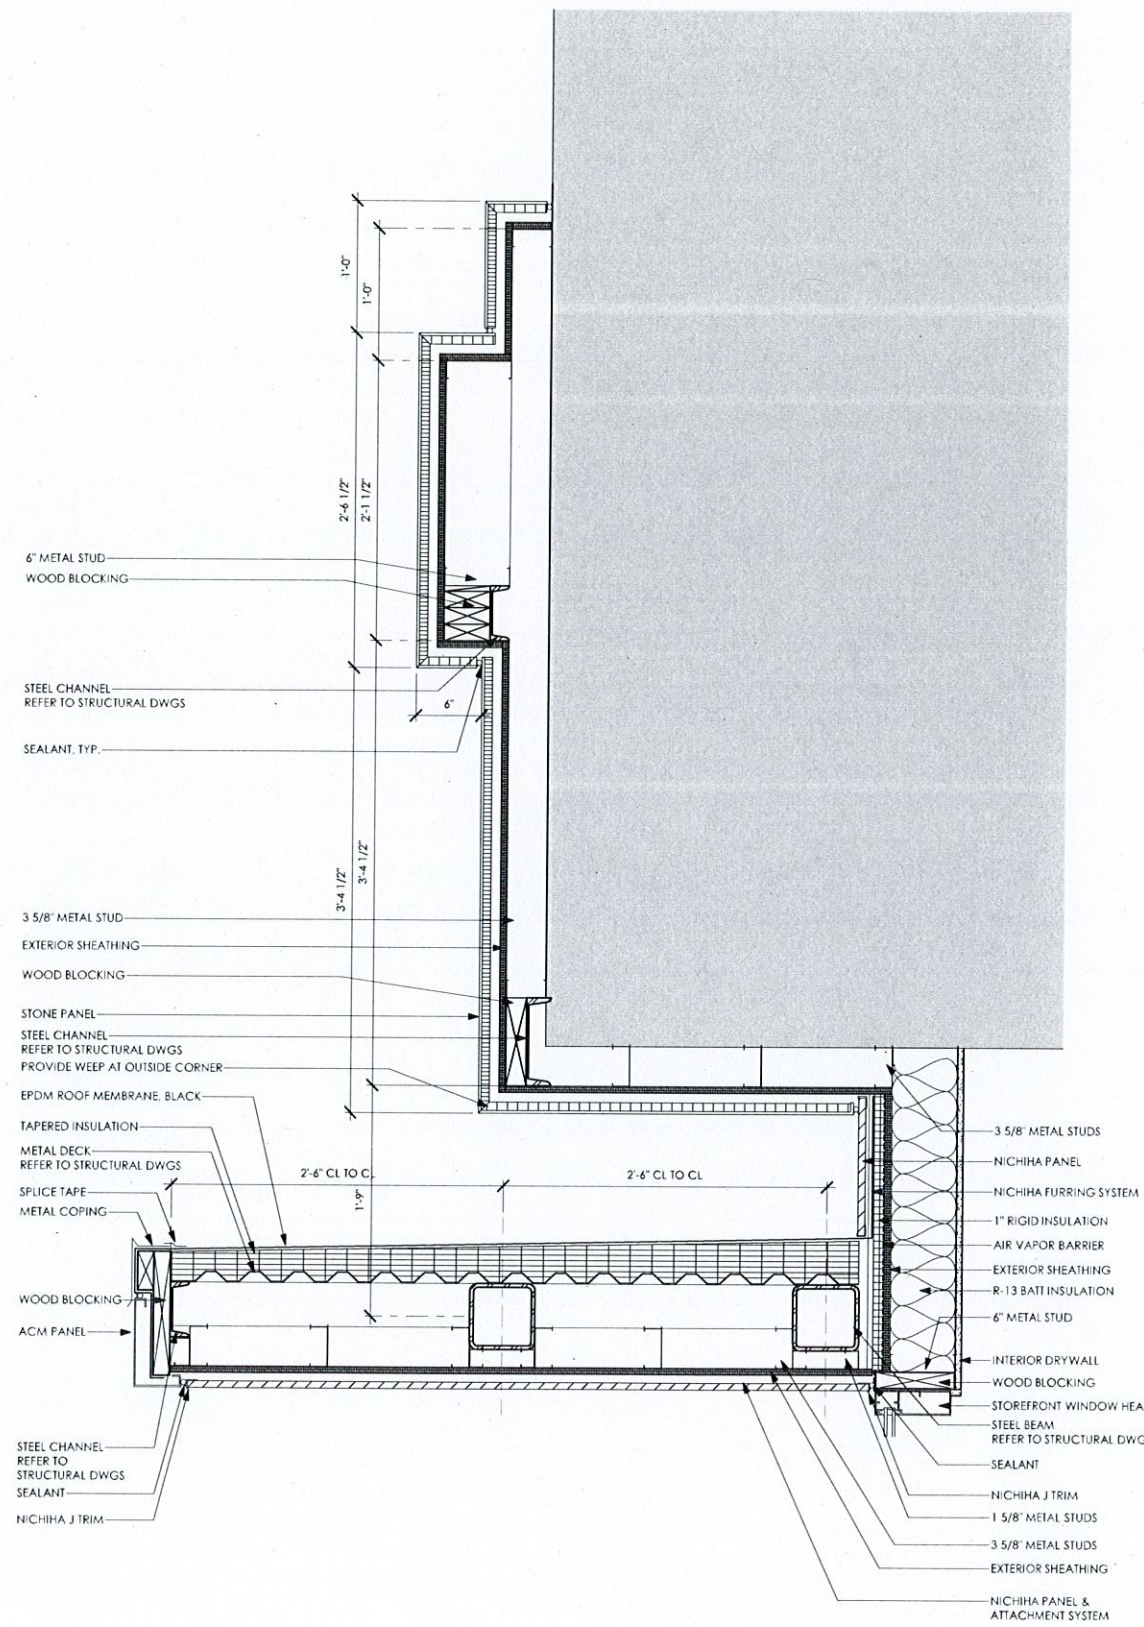 1'-0"
1'-0"
2'-6 1/2"
2'-1 1/2"
6" METAL STUD
WOOD BLOCKING
STEEL CHANNEL
REFER TO STRUCTURAL DWGS
6"
SEALANT, TYP.
3'-4 1/2"
3'-4 1/2"
3 5/8" METAL STUD
EXTERIOR SHEATHING
WOOD BLOCKING
STONE PANEL
STEEL CHANNEL
REFER TO STRUCTURAL DWGS
PROVIDE WEEP AT OUTSIDE CORNER
EPDM ROOF MEMBRANE, BLACK
TAPERED INSULATION
METAL DECK
REFER TO STRUCTURAL DWGS
SPLICE TAPE
METAL COPING
2'-6" CL TO CL
2'-6" CL TO CL
1'-9"
WOOD BLOCKING
ACM PANEL
STEEL CHANNEL
REFER TO
STRUCTURAL DWGS
SEALANT
NICHIHA J TRIM
3 5/8" METAL STUDS
NICHIHA PANEL
NICHIHA FURRING SYSTEM
1" RIGID INSULATION
AIR VAPOR BARRIER
EXTERIOR SHEATHING
R-13 BATT INSULATION
6" METAL STUD
INTERIOR DRYWALL
WOOD BLOCKING
STOREFRONT WINDOW HEA
STEEL BEAM
REFER TO STRUCTURAL DWG
SEALANT
NICHIHA J TRIM
1 5/8" METAL STUDS
3 5/8" METAL STUDS
EXTERIOR SHEATHING
NICHIHA PANEL &
ATTACHMENT SYSTEM